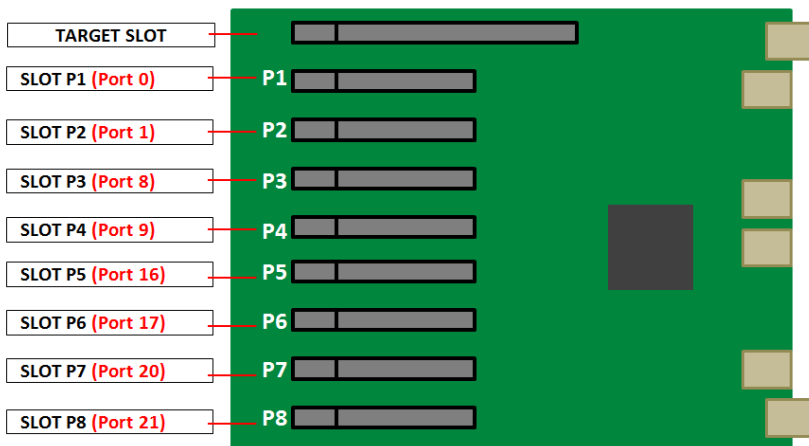 TARGET SLOT
SLOT P1 (Port 0) P1
SLOT P2 (Port 1) P2
SLOT P3 (Port 8) P3
SLOT P4 (Port 9) P4
SLOT P5 (Port 16) P5
SLOT P6 (Port 17) P6
SLOT P7 (Port 20) P7
SLOT P8 (Port 21) P8